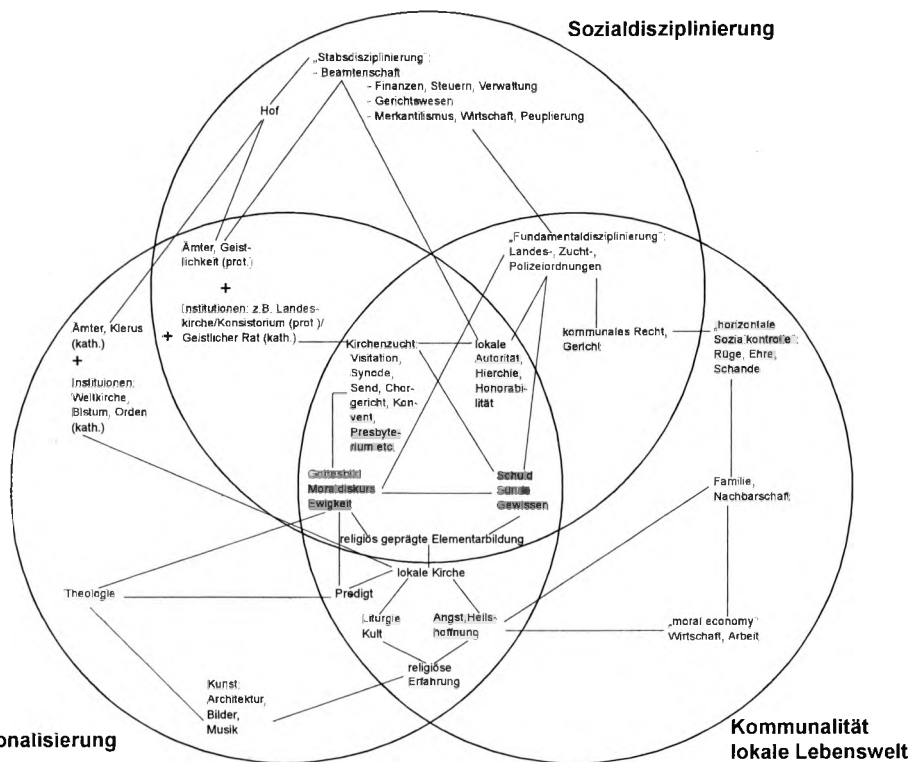 Sozialdisziplinierung
„Stabsdisziplinierung“:
- Beamtenschaft
- Finanzen, Steuern, Verwaltung
- Gerichtswesen
- Merkantilismus, Wirtschaft, Peuplierung
Hof
Ämter, Geist-
lichkeit (prot.)
+
Institutionen: z.B. Landes-
kirche/Konsistorium (prot.)/
+ Geistlicher Rat (kath.)
„Fundamentaldisziplinierung“:
Landes-, Zucht-,
Polizeiordnungen
Ämter, Klerus
(kath.)
+
Instituionen:
Weltkirche,
Bistum, Orden
(kath.)
Kirchenzucht:
Visitation,
Synode,
Send, Chor-
gericht, Kon-
vent,
Presbyte-
rium etc.
lokale
Autorität,
Hierchie,
Honorabi-
lität
kommunales Recht,
Gericht
„horizontale
Sozialkontrolle“:
Rüge, Ehre,
Schande
Gottesbild
Moraldiskurs
Ewigkeit
Schuld
Sünde
Gewissen
Familie,
Nachbarschaft
religiös geprägte Elementarbildung
lokale Kirche
Theologie
Predigt
Liturgie
Kult
Angst, Heils-
hoffnung
„moral economy“
Wirtschaft, Arbeit
religiöse
Erfahrung
Kunst:
Architektur,
Bilder,
Musik
onalisierung
Kommunalität
lokale Lebenswelt